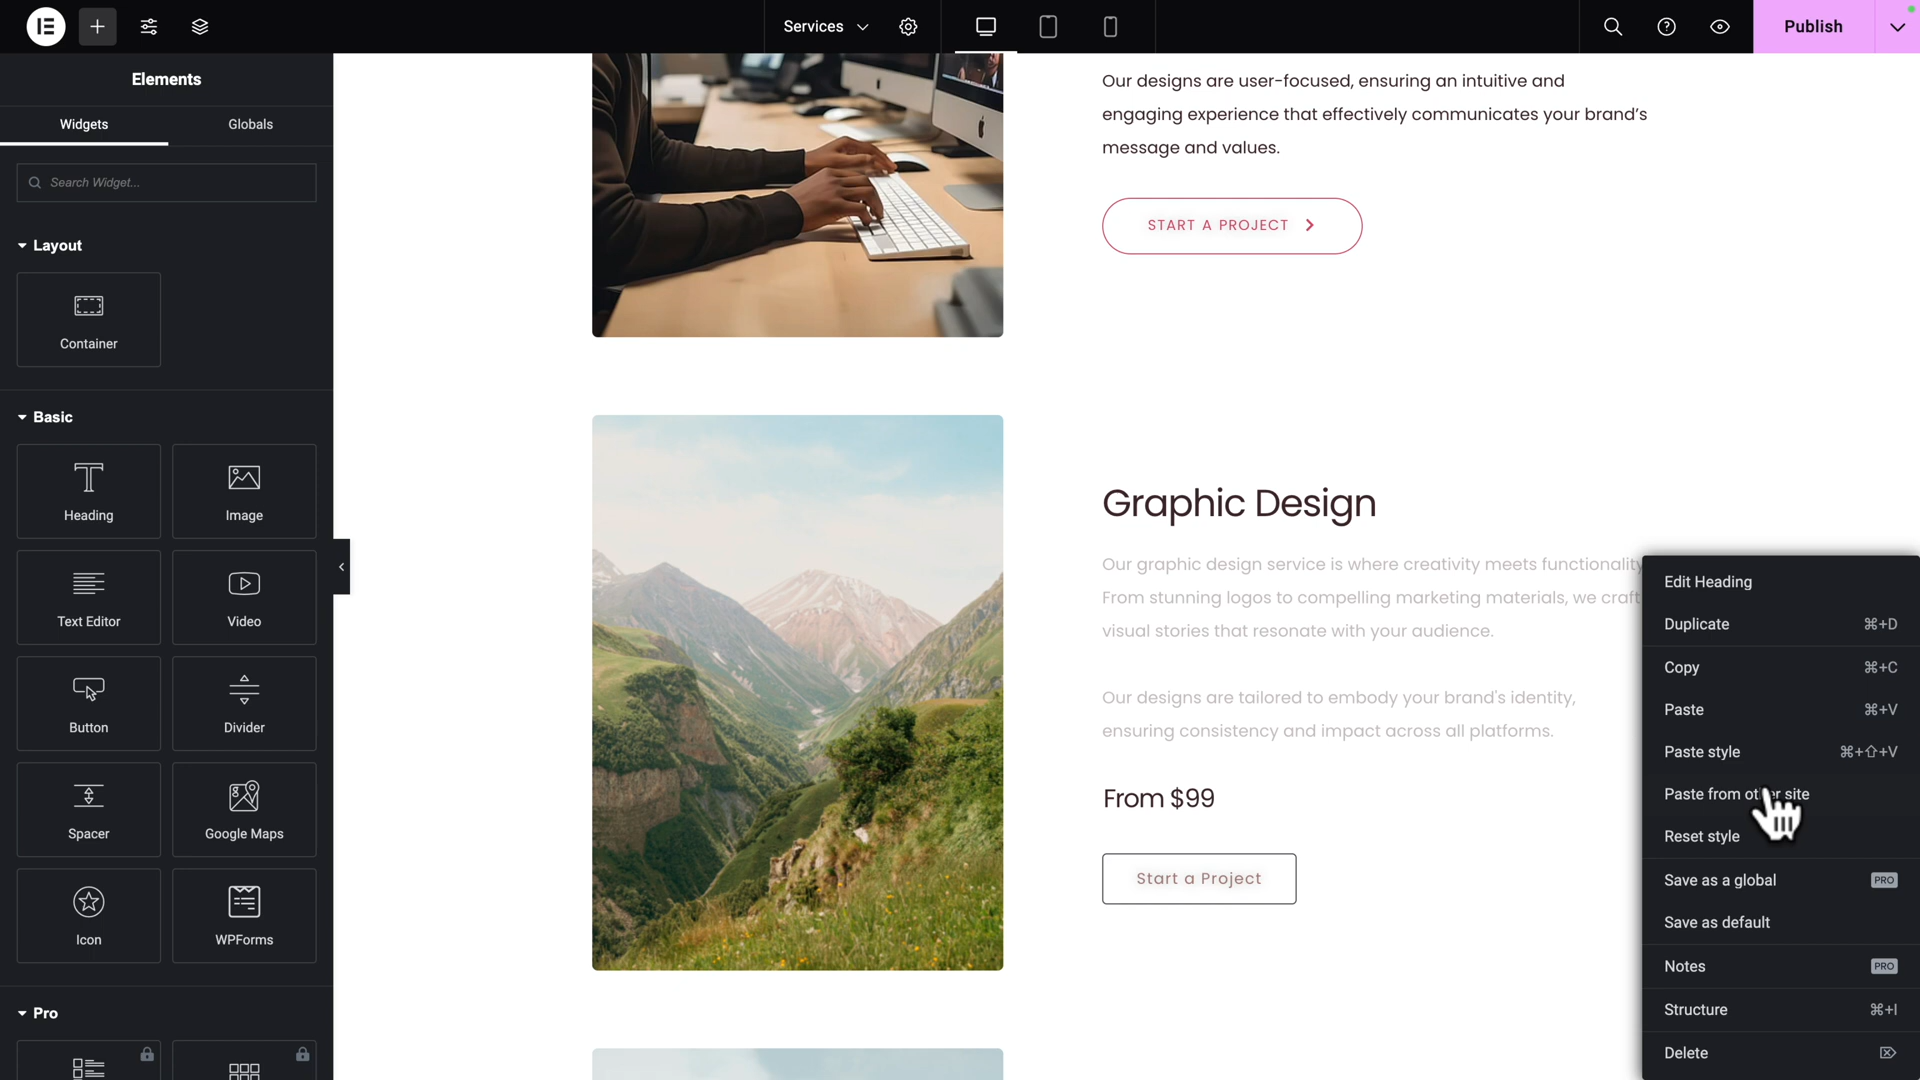 Services
Publish
Elements
Widgets
Globals
Search Widget...
Layout
Container
Basic
Heading
Image
Text Editor
Video
Button
Divider
Spacer
Google Maps
Icon
WPForms
Pro
Our designs are user-focused, ensuring an intuitive and
engaging experience that effectively communicates your brand’s
message and values.
START A PROJECT
Graphic Design
Our graphic design service is where creativity meets functionality
From stunning logos to compelling marketing materials, we craft
visual stories that resonate with your audience.
Our designs are tailored to embody your brand's identity,
ensuring consistency and impact across all platforms.
From $99
Start a Project
Edit Heading
Duplicate ⌘+D
Copy ⌘+C
Paste ⌘+V
Paste style ⌘+⇧+V
Paste from other site
Reset style
Save as a global PRO
Save as default
Notes PRO
Structure ⌘+I
Delete ⌦